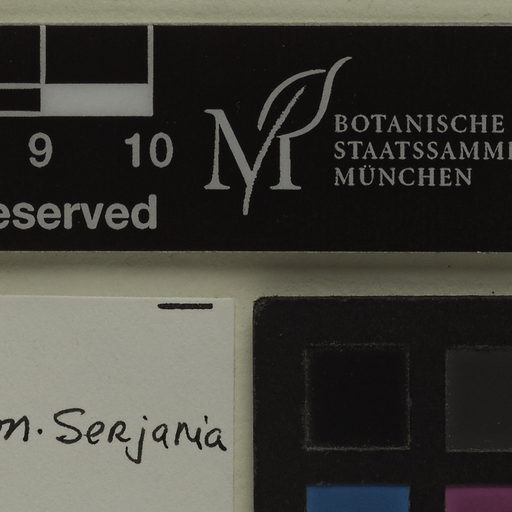 9 10
eserved
M
BOTANISCHE
STAATSSAMM
MÜNCHEN
m. Serjania